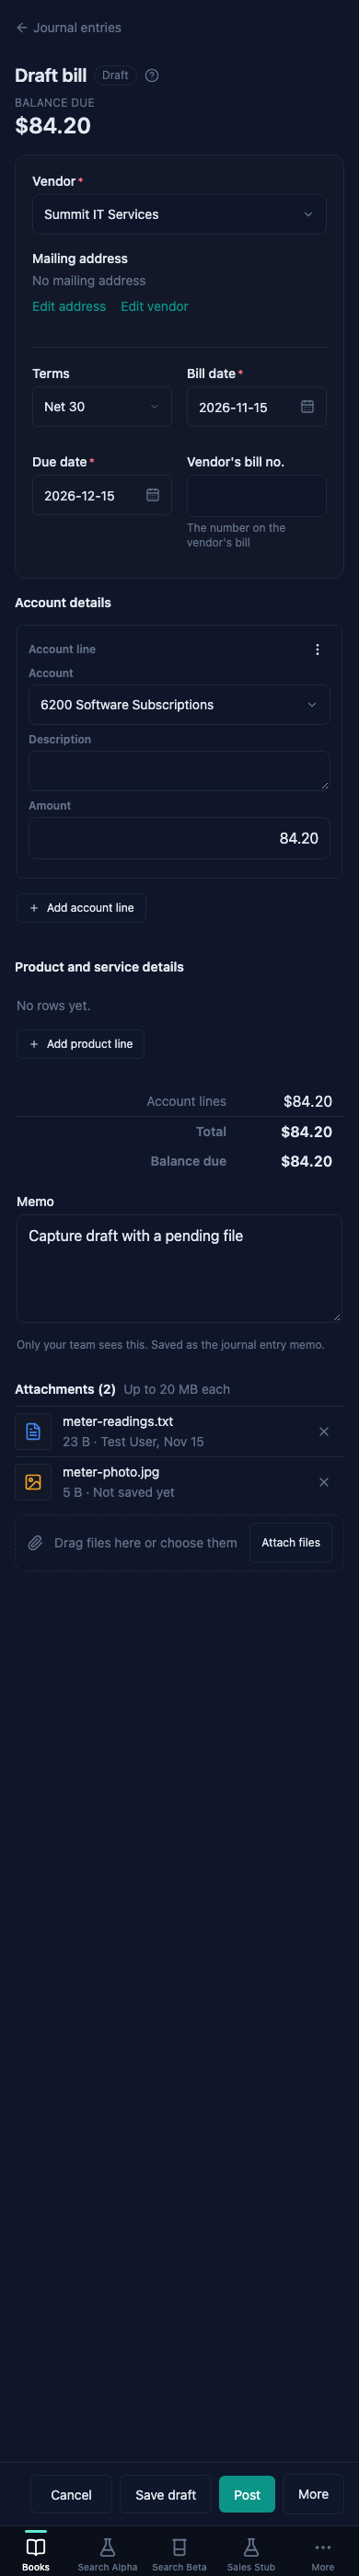 Journal entries
Draft bill Draft
BALANCE DUE
$84.20
Vendor *
Summit IT Services
Mailing address
No mailing address
Edit address Edit vendor
Terms Bill date *
Net 30 2026-11-15
Due date * Vendor's bill no.
2026-12-15
The number on the
vendor's bill
Account details
Account line
Account
6200 Software Subscriptions
Description
Amount
84.20
+ Add account line
Product and service details
No rows yet.
+ Add product line
Account lines $84.20
Total $84.20
Balance due $84.20
Memo
Capture draft with a pending file
Only your team sees this. Saved as the journal entry memo.
Attachments (2) Up to 20 MB each
meter-readings.txt
23 B · Test User, Nov 15
meter-photo.jpg
5 B · Not saved yet
Drag files here or choose them Attach files
Cancel Save draft Post More
Books Search Alpha Search Beta Sales Stub More